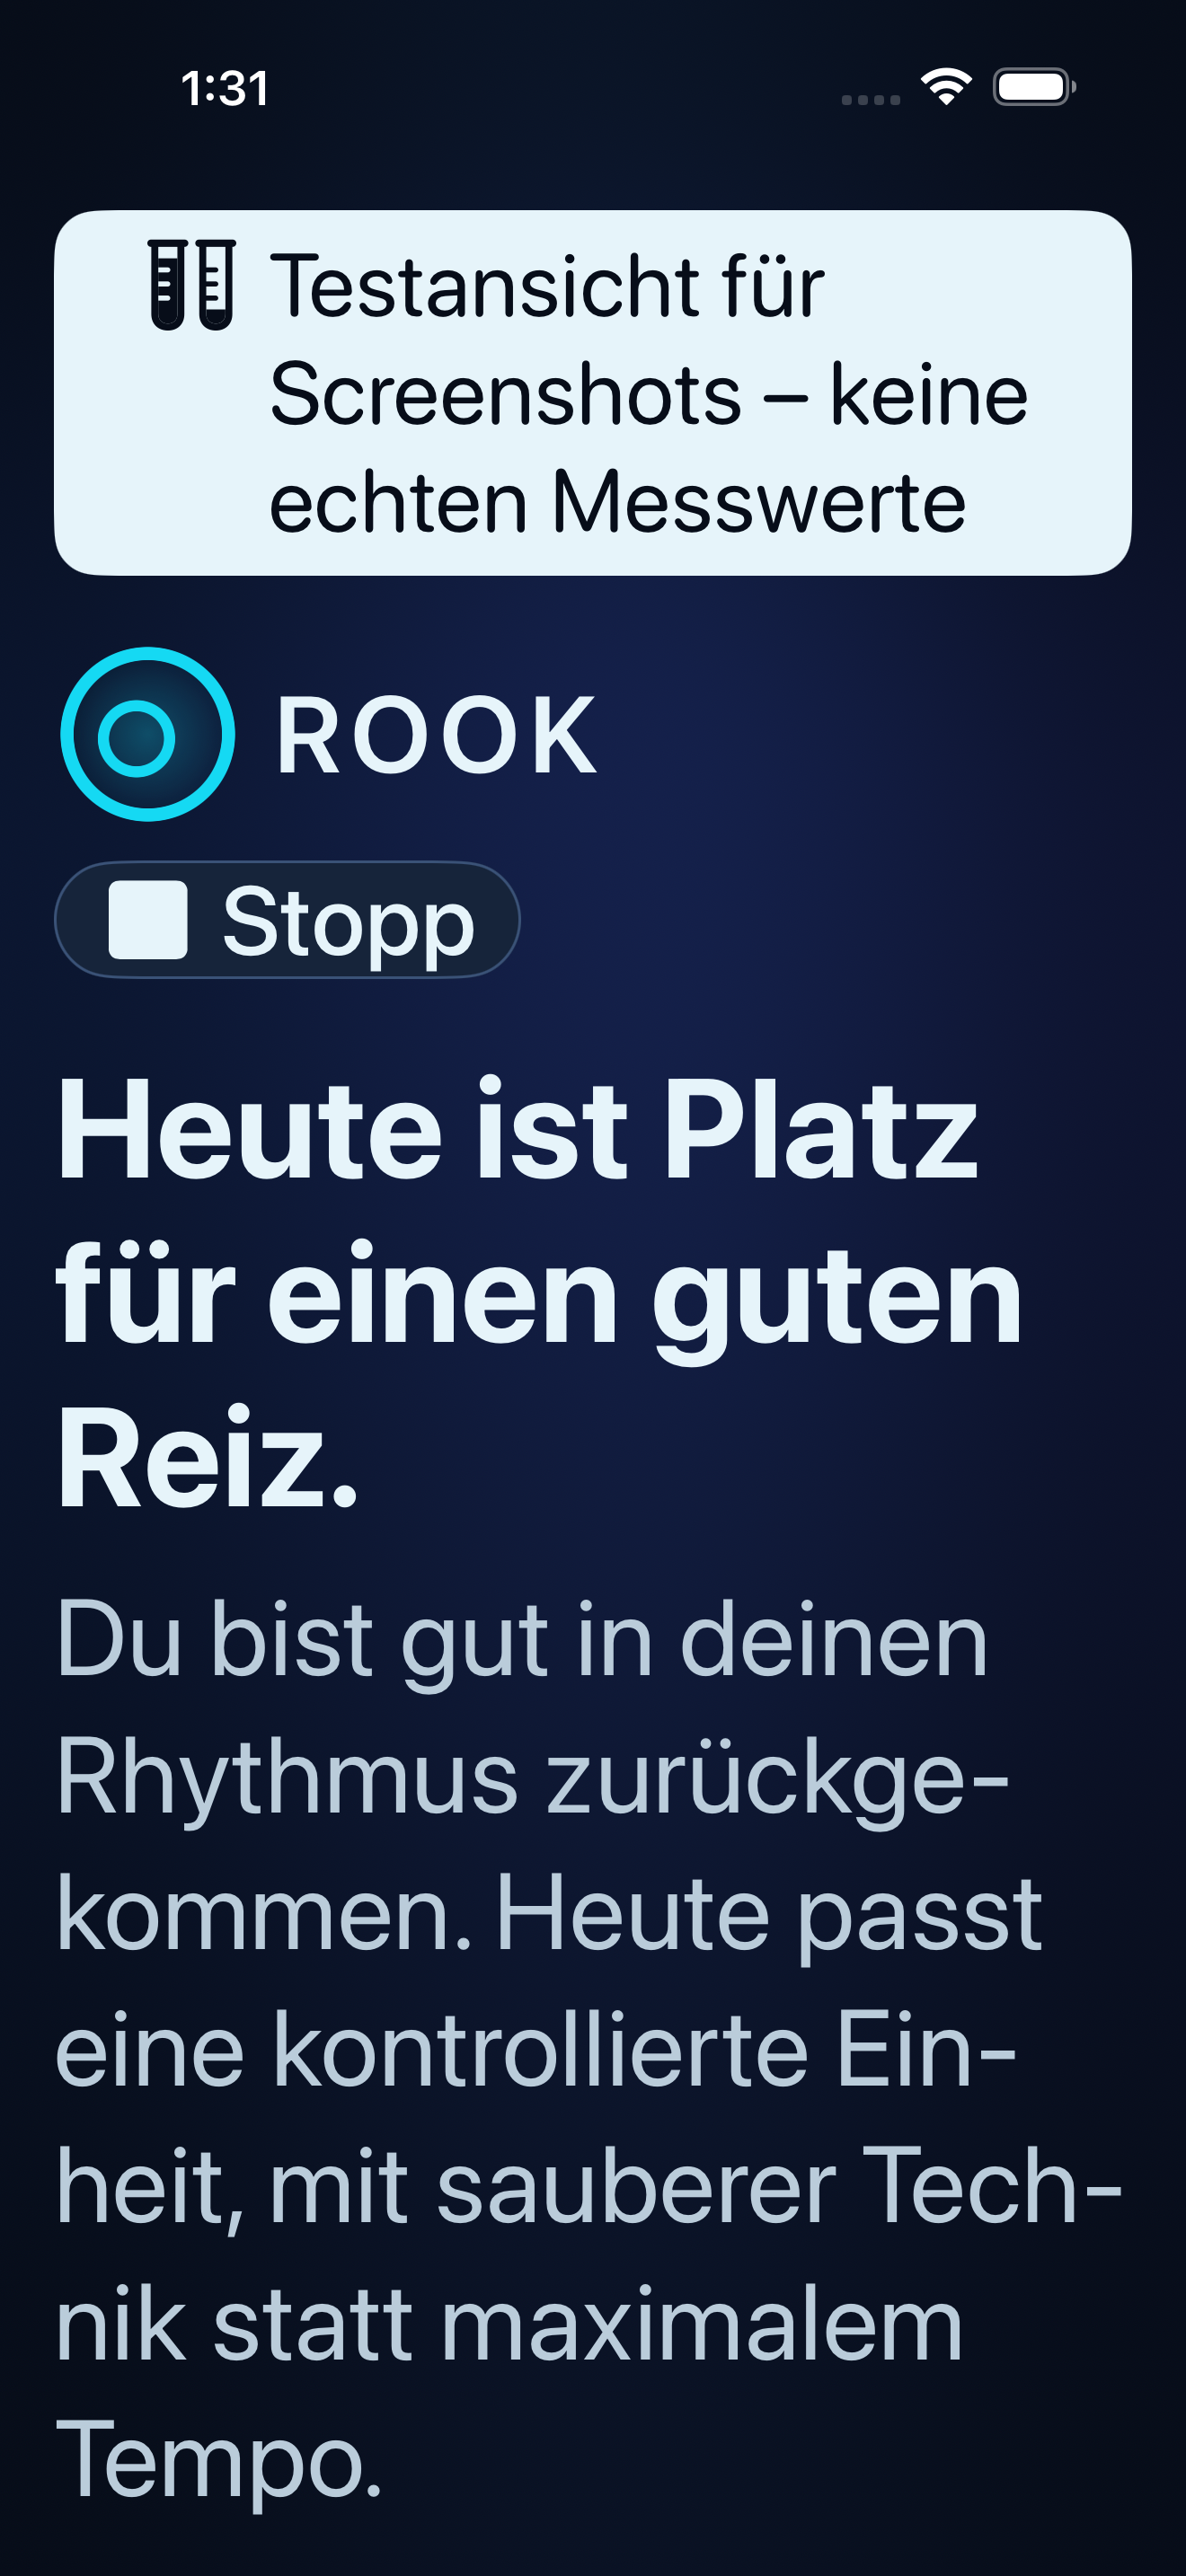 1:31
Testansicht für
Screenshots – keine
echten Messwerte
ROOK
Stopp
Heute ist Platz
für einen guten
Reiz.
Du bist gut in deinen
Rhythmus zurückge-
kommen. Heute passt
eine kontrollierte Ein-
heit, mit sauberer Tech-
nik statt maximalem
Tempo.